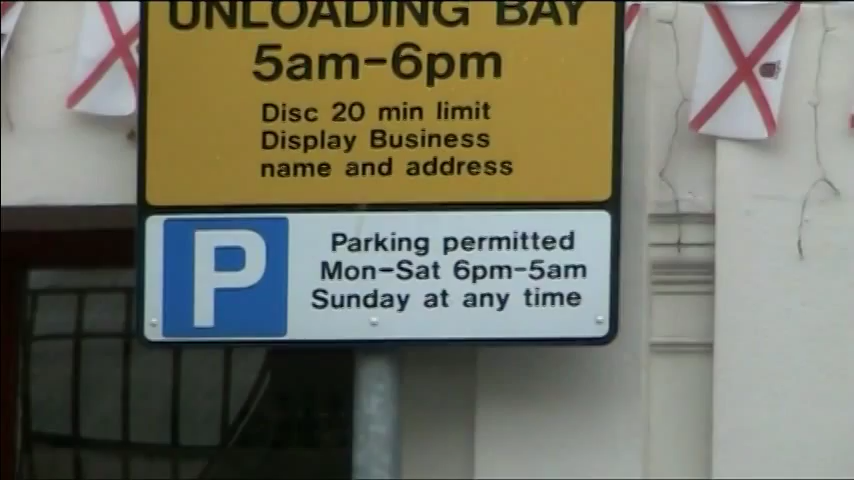 UNLOADING BAY
5am-6pm
Disc 20 min limit
Display Business
name and address
P
Parking permitted
Mon-Sat 6pm-5am
Sunday at any time